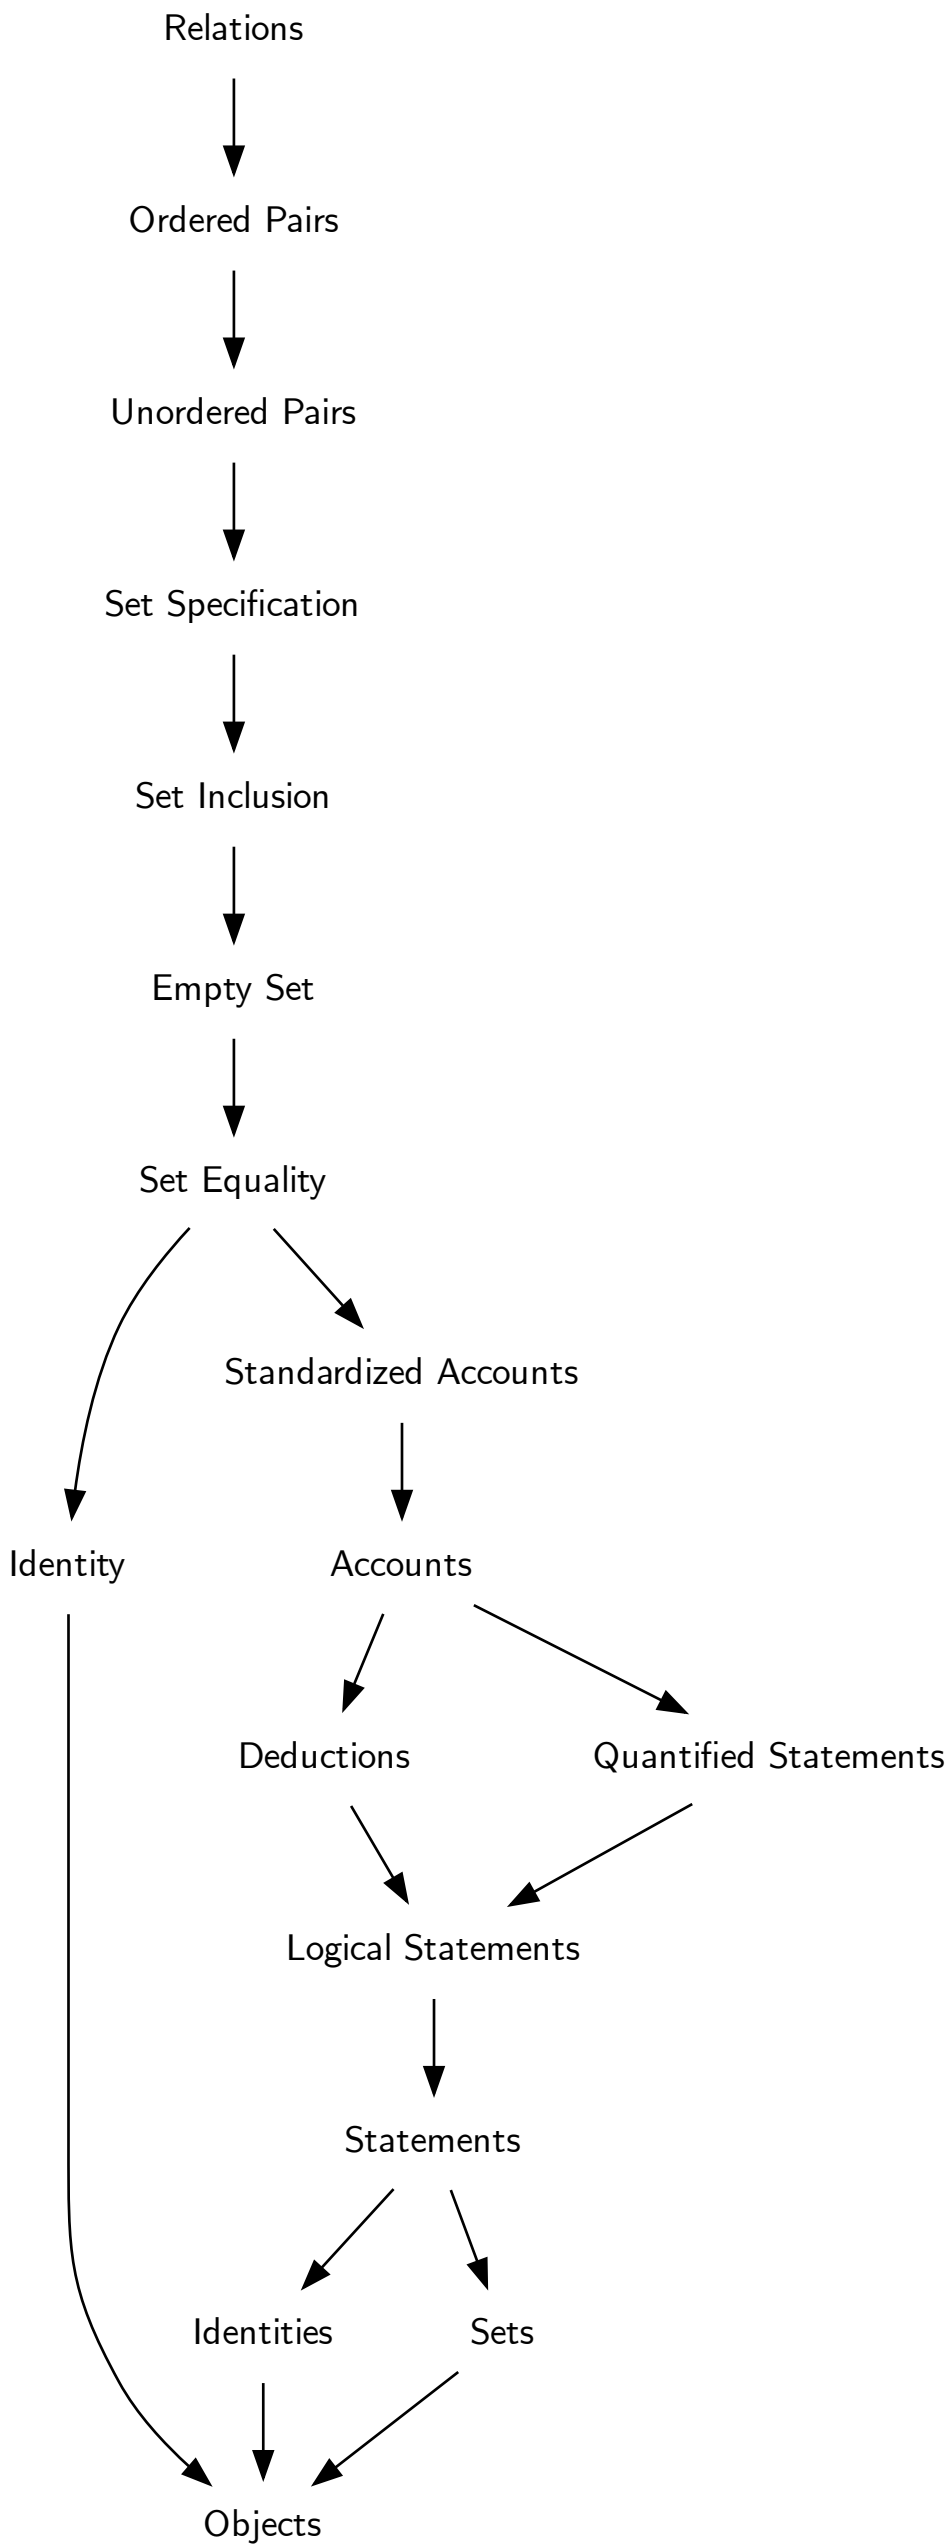 Relations
Ordered Pairs
Unordered Pairs
Set Specification
Set Inclusion
Empty Set
Set Equality
Standardized Accounts
Identity
Accounts
Deductions
Quantified Statements
Logical Statements
Statements
Identities
Sets
Objects